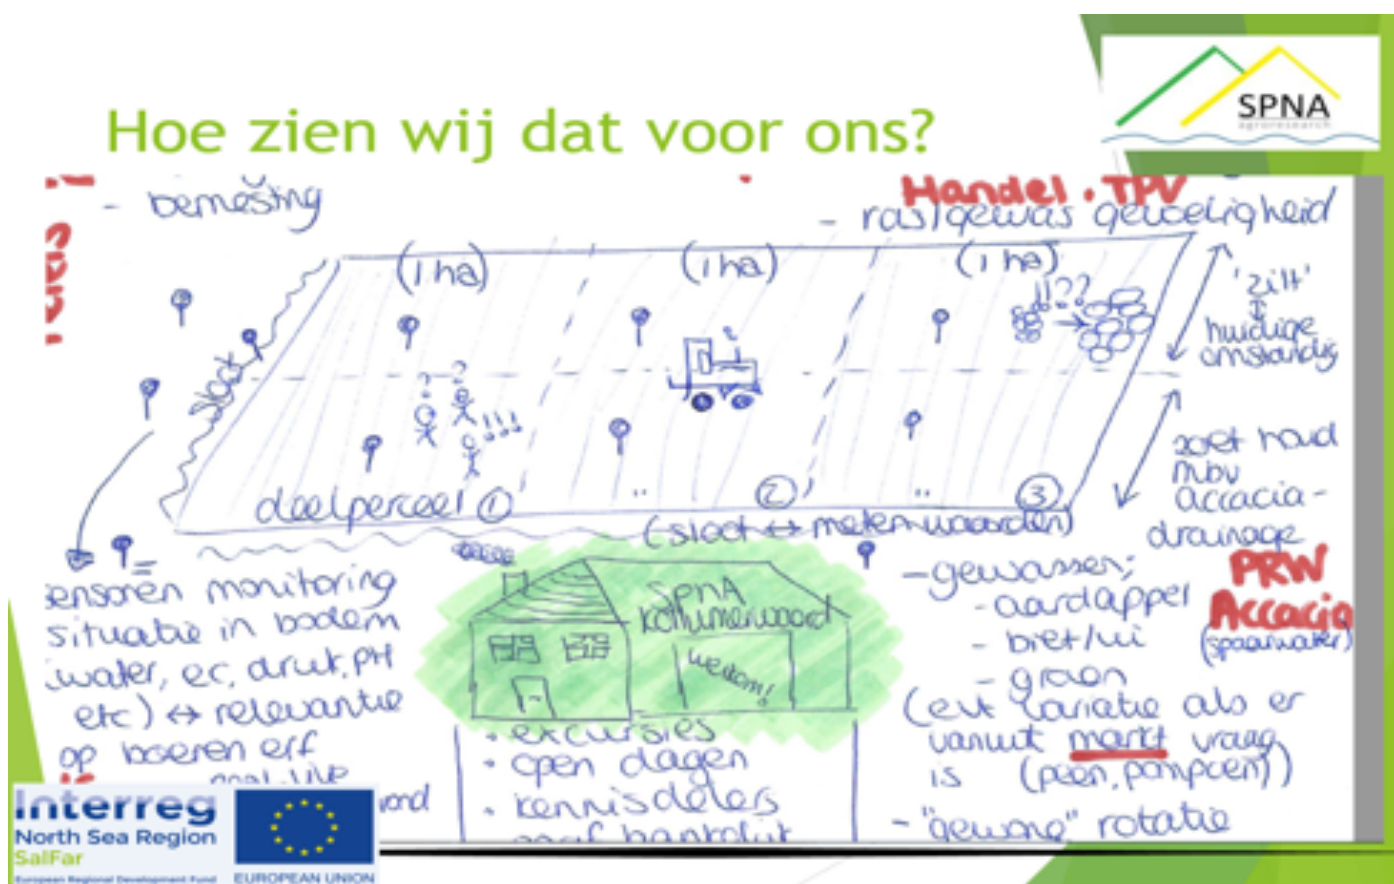 SPNA
agroresearch
Hoe zien wij dat voor ons?
- bemesting
Handel . TPV
- ras/gewas gevoeligheid
(1 ha)
(1 ha)
(1 ha)
!!??
'zilt'
huidige
omstandig
sloot
? ?
!!!
zoet houd
mbv
accacia-
drainage
deelperceel 1
" 2
" 3
(sloot ↔ meten waarden)
sensoren monitoring
situatie in bodem
water, ec, druk, pH
etc) ↔ relevantie
op boeren erf
SPNA
Kollumerwaard
welkom!
• excursies
• open dagen
• kennisdelers
- gewassen;
- aardappel
- biet/ui
- graan
(evt variatie als er
vanuit markt vraag
is (peen, pompoen))
- "gewone" rotatie
PRW
Accacia
(spaarwater)
Interreg
North Sea Region
SalFar
European Regional Development Fund
EUROPEAN UNION